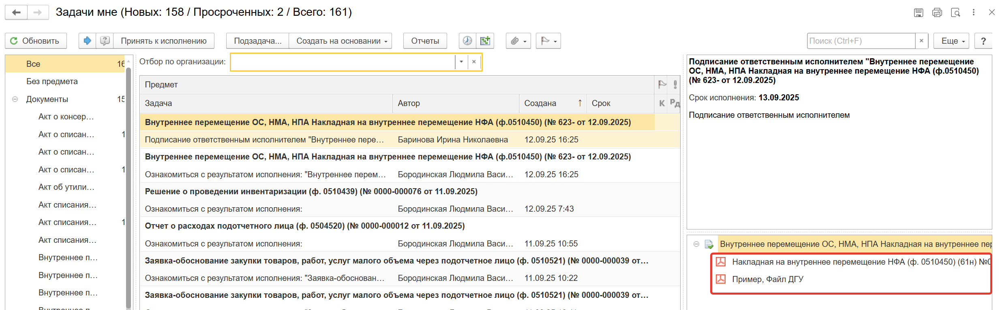 Задачи мне (Новых: 158 / Просроченных: 2 / Всего: 161)
Обновить
Принять к исполнению
Подзадача...
Создать на основании
Отчеты
Поиск (Ctrl+F)
×
Еще
?
Все 16
Без предмета
Документы 15
Акт о консер...
Акт о списан... 1
Акт о списан...
Акт о списан... 1
Акт об утили...
Акт списания...
Акт списания... 1
Акт списания...
Внутреннее п...
Внутреннее п...
Внутреннее п...
Отбор по организации:
×
Предмет
Задача Автор Создана ↑ Срок К Рд
Внутреннее перемещение ОС, НМА, НПА Накладная на внутреннее перемещение НФА (ф.0510450) (№ 623- от 12.09.2025)
Подписание ответственным исполнителем "Внутреннее пере... Баринова Ирина Николаевна 12.09.25 16:25
Внутреннее перемещение ОС, НМА, НПА Накладная на внутреннее перемещение НФА (ф.0510450) (№ 623- от 12.09.2025)
Ознакомиться с результатом исполнения: "Внутреннее перем... Бородинская Людмила Васи... 12.09.25 16:25
Решение о проведении инвентаризации (ф. 0510439) (№ 0000-000076 от 11.09.2025)
Ознакомиться с результатом исполнения: Бородинская Людмила Васи... 12.09.25 7:43
Отчет о расходах подотчетного лица (ф. 0504520) (№ 0000-000012 от 11.09.2025)
Ознакомиться с результатом исполнения: Бородинская Людмила Васи... 11.09.25 10:55
Заявка-обоснование закупки товаров, работ, услуг малого объема через подотчетное лицо (ф. 0510521) (№ 0000-000039 от...
Ознакомиться с результатом исполнения: "Заявка-обоснован... Бородинская Людмила Васи... 11.09.25 10:22
Заявка-обоснование закупки товаров, работ, услуг малого объема через подотчетное лицо (ф. 0510521) (№ 0000-000039 от...
Подписание ответственным исполнителем "Внутреннее перемещение
ОС, НМА, НПА Накладная на внутреннее перемещение НФА (ф.0510450)
(№ 623- от 12.09.2025)
Срок исполнения: 13.09.2025
Подписание ответственным исполнителем
Внутреннее перемещение ОС, НМА, НПА Накладная на внутреннее пер
Накладная на внутреннее перемещение НФА (ф. 0510450) (61н) №0
Пример, Файл ДГУ